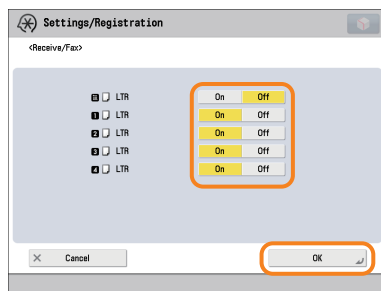 Settings/Registration
<Receive/Fax>
LTR On Off
1 LTR On Off
2 LTR On Off
3 LTR On Off
4 LTR On Off
× Cancel OK